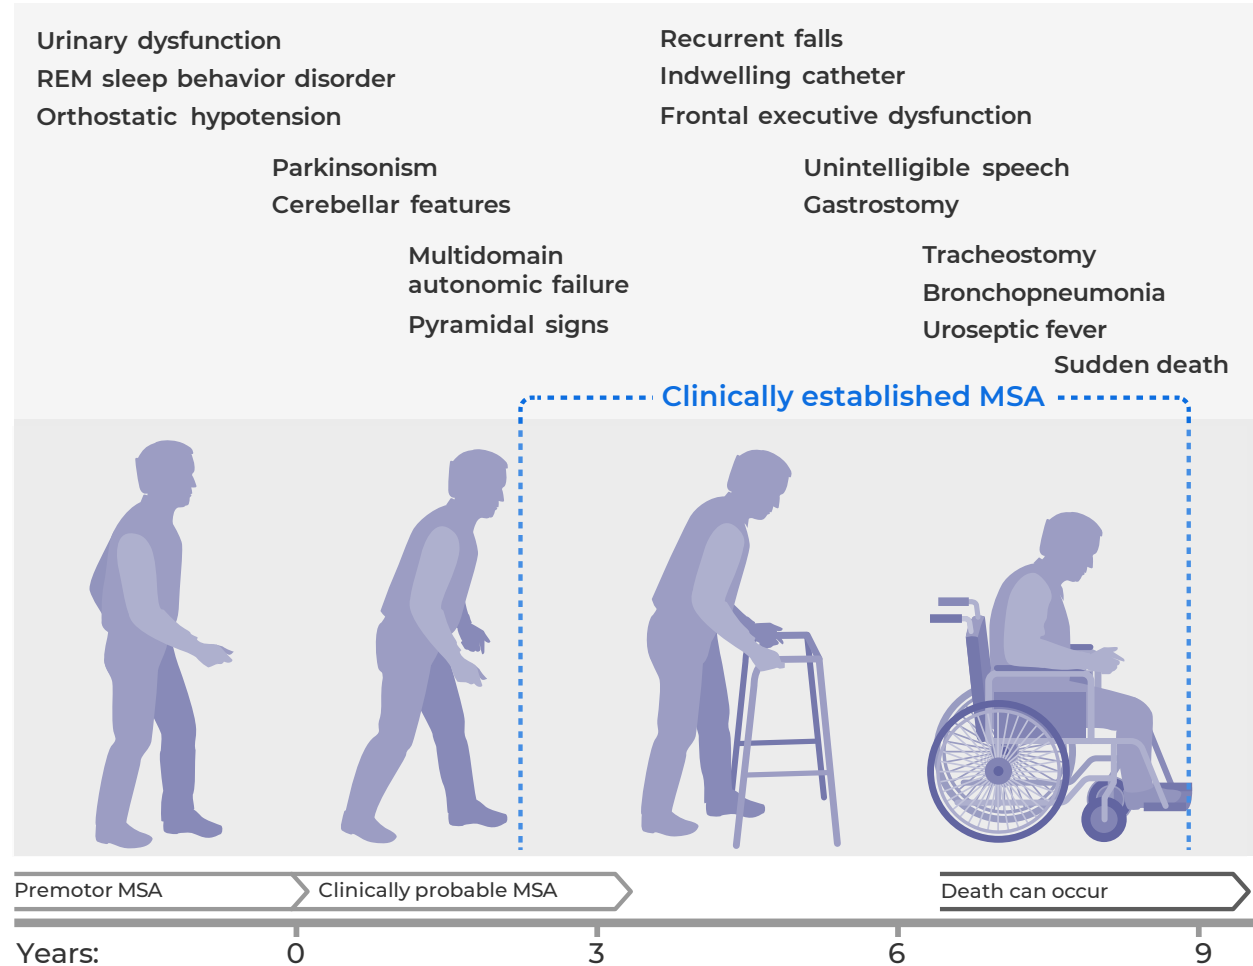 Urinary dysfunction
REM sleep behavior disorder
Orthostatic hypotension
Parkinsonism
Cerebellar features
Multidomain
autonomic failure
Pyramidal signs
Recurrent falls
Indwelling catheter
Frontal executive dysfunction
Unintelligible speech
Gastrostomy
Tracheostomy
Bronchopneumonia
Uroseptic fever
Sudden death
Clinically established MSA
Premotor MSA
Clinically probable MSA
Death can occur
Years: 0 3 6 9